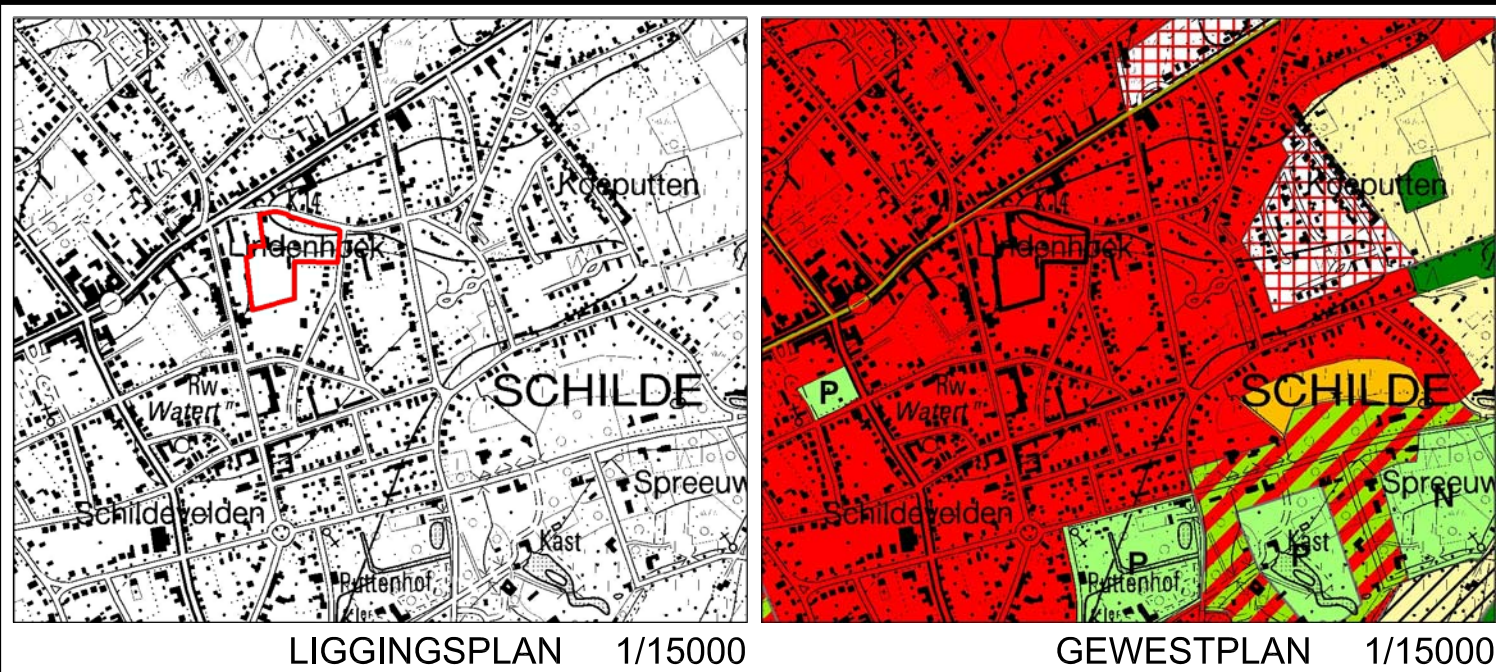 Koeputten
K.14
Lindenhoek
SCHILDE
Rw
Watert n
Schildevelden
Spreeuw
Kast
Puttenhof
LIGGINGSPLAN 1/15000
Koeputten
K.14
Lindenhoek
P
SCHILDE
Rw
Watert n
Schildevelden
Spreeuw
N
Kast
P
P
Puttenhof
GEWESTPLAN 1/15000